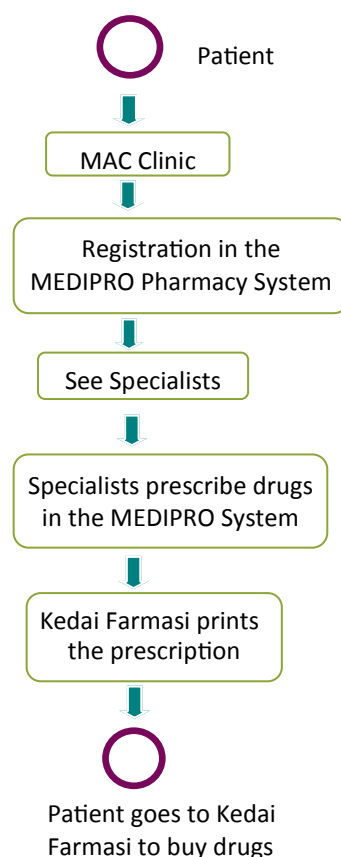 Patient
MAC Clinic
Registration in the
MEDIPRO Pharmacy System
See Specialists
Specialists prescribe drugs
in the MEDIPRO System
Kedai Farmasi prints
the prescription
Patient goes to Kedai
Farmasi to buy drugs